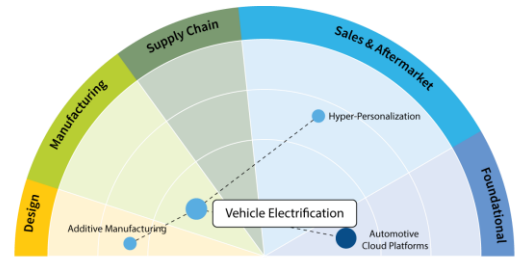 Supply Chain
Sales & Aftermarket
Manufacturing
Hyper-Personalization
Foundational
Design
Vehicle Electrification
Additive Manufacturing
Automotive
Cloud Platforms